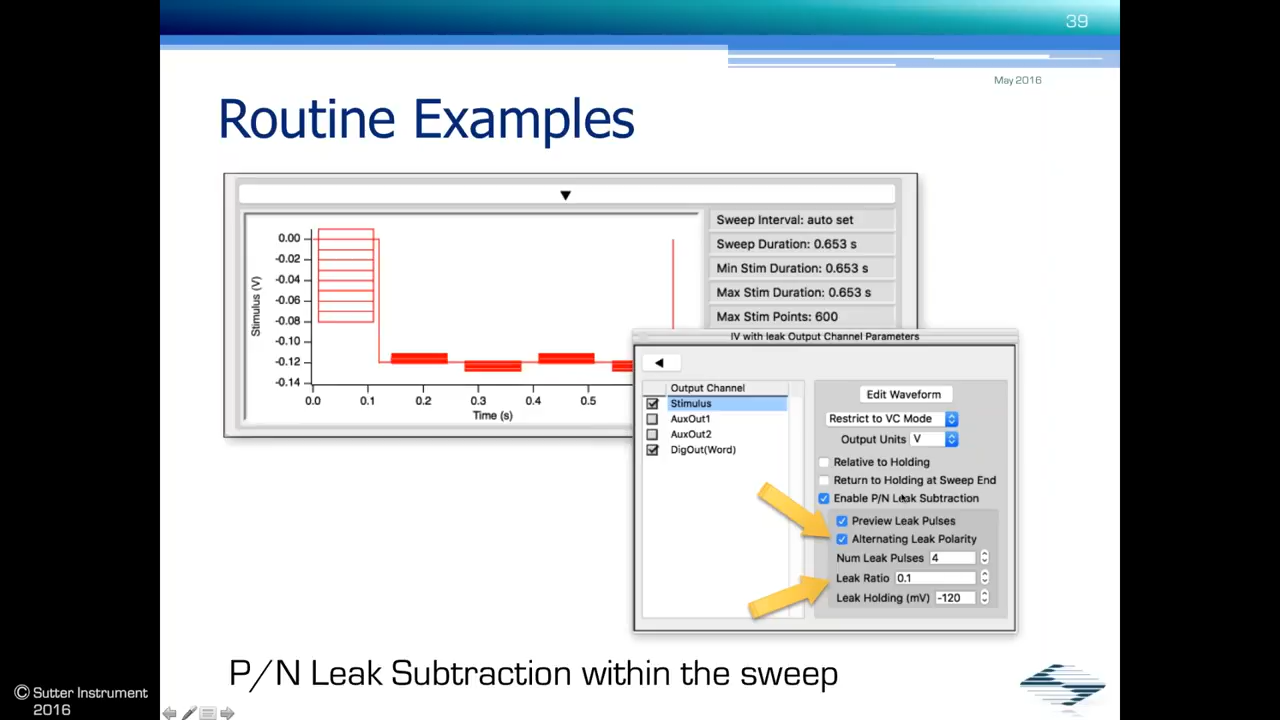 39
May 2016
Routine Examples
Sweep Interval: auto set
Sweep Duration: 0.653 s
Min Stim Duration: 0.653 s
Max Stim Duration: 0.653 s
Max Stim Points: 600
Stimulus (V)
0.00
-0.02
-0.04
-0.06
-0.08
-0.10
-0.12
-0.14
0.0 0.1 0.2 0.3 0.4 0.5
Time (s)
IV with leak Output Channel Parameters
Output Channel
Stimulus
AuxOut1
AuxOut2
DigOut(Word)
Edit Waveform
Restrict to VC Mode
Output Units V
Relative to Holding
Return to Holding at Sweep End
Enable P/N Leak Subtraction
Preview Leak Pulses
Alternating Leak Polarity
Num Leak Pulses 4
Leak Ratio 0.1
Leak Holding (mV) -120
P/N Leak Subtraction within the sweep
© Sutter Instrument
2016